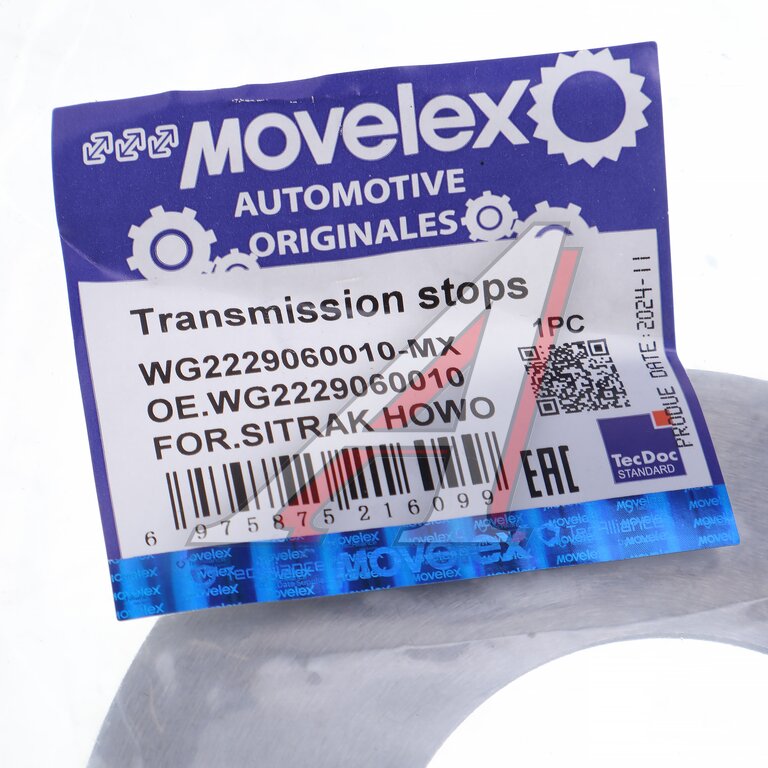 MOVelex
AUTOMOTIVE
ORIGINALES
Transmission stops
WG2229060010-MX
OE.WG2229060010
FOR.SITRAK HOWO
1PC
PRODUE DATE:2024-11
TecDoc
STANDARD
EAC
6 975875 216099
MOVelex